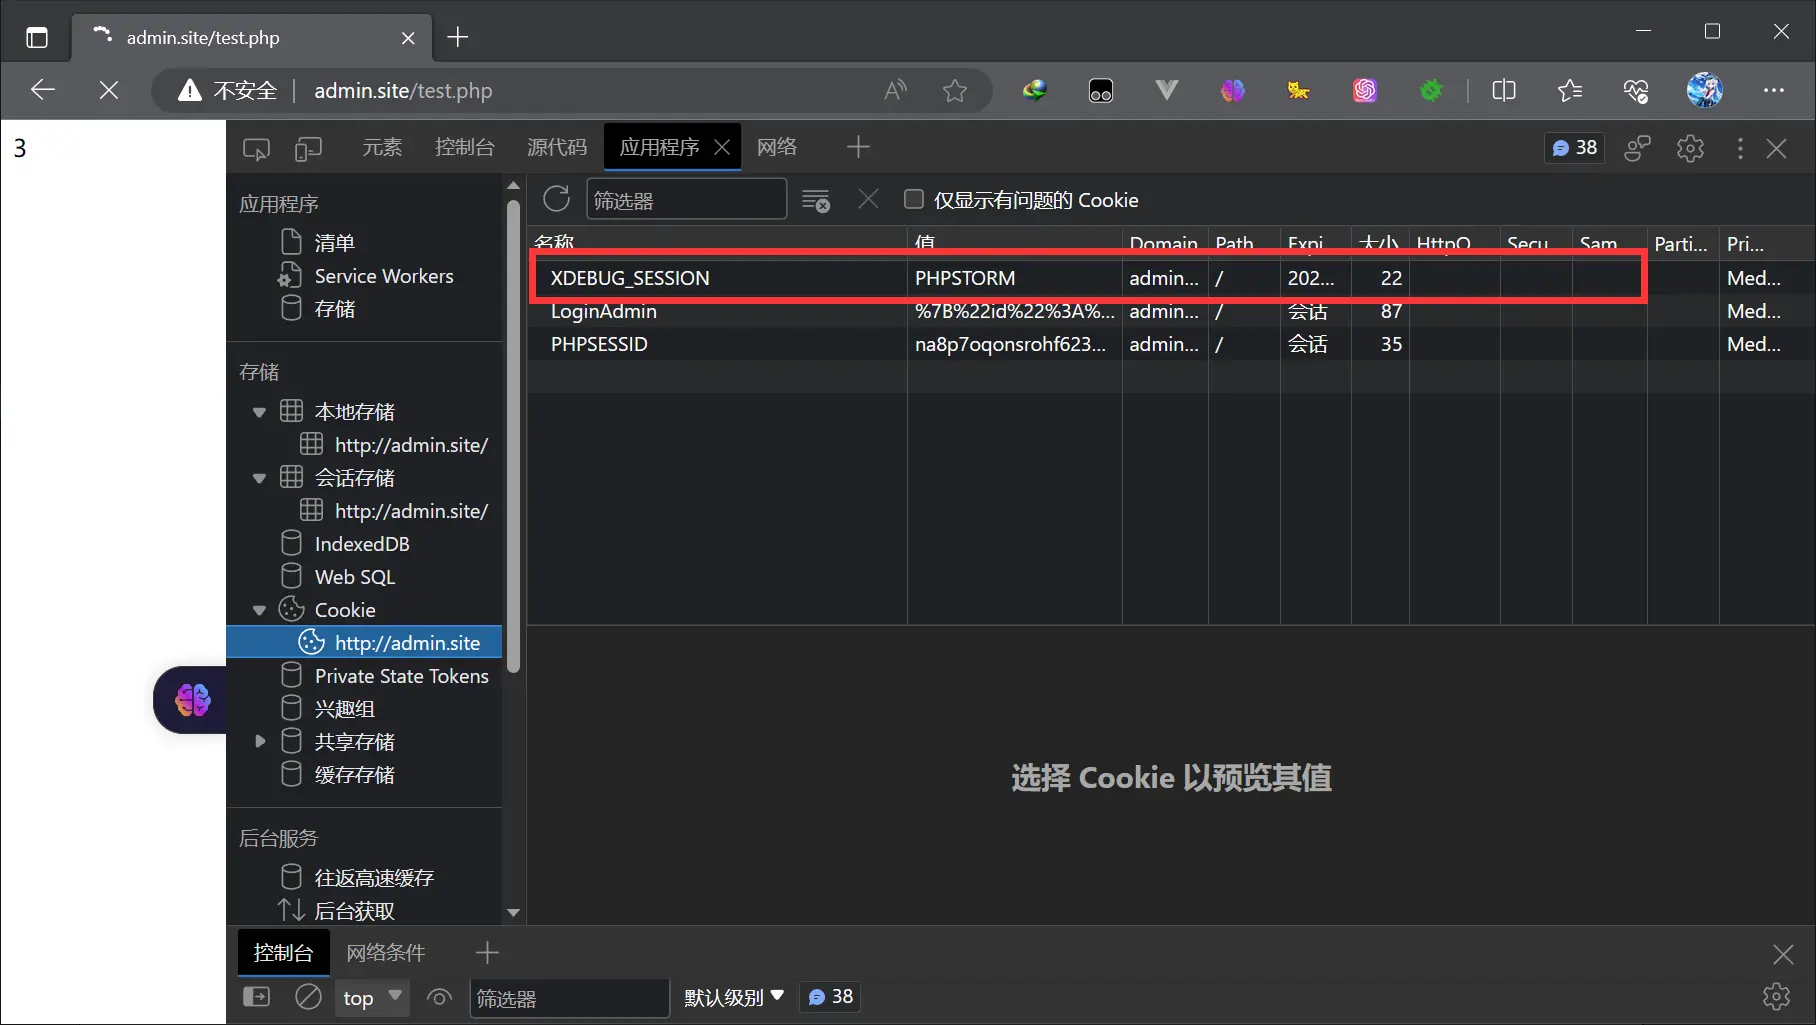 admin.site/test.php
不安全 admin.site/test.php
3
元素 控制台 源代码 应用程序 网络 38
应用程序
清单
Service Workers
存储
存储
本地存储
http://admin.site/
会话存储
http://admin.site/
IndexedDB
Web SQL
Cookie
http://admin.site
Private State Tokens
兴趣组
共享存储
缓存存储
后台服务
往返高速缓存
后台获取
筛选器 仅显示有问题的 Cookie
名称 值 Domain Path Expi... 大小 HttpO... Secu... Sam... Parti... Pri...
XDEBUG_SESSION PHPSTORM admin... / 202... 22 Med...
LoginAdmin %7B%22id%22%3A%... admin... / 会话 87 Med...
PHPSESSID na8p7oqonsrohf623... admin... / 会话 35 Med...
选择 Cookie 以预览其值
控制台 网络条件
top 筛选器 默认级别 38